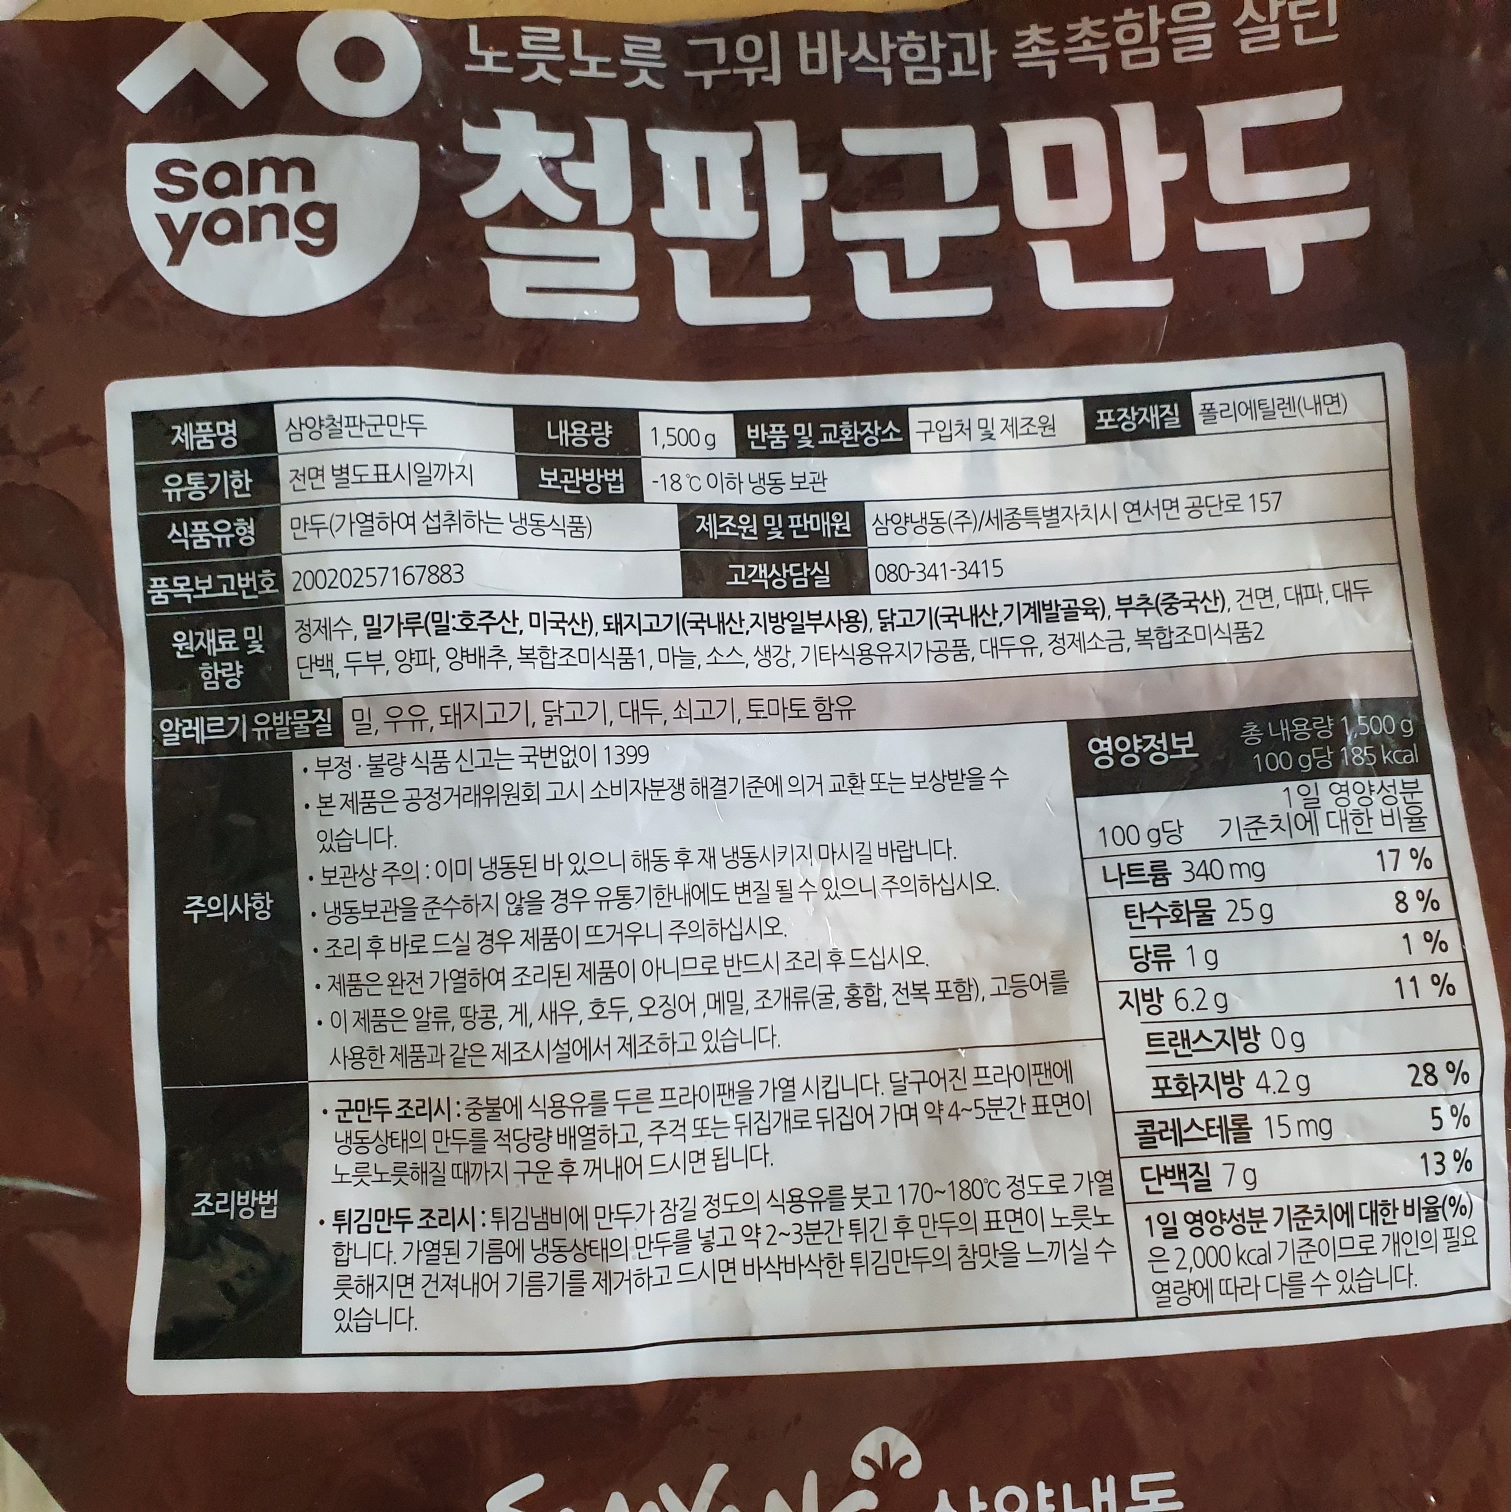 노릇노릇 구워 바삭함과 촉촉함을 살린
sam
yang
철판군만두
제품명 삼양철판군만두 내용량 1,500 g 반품 및 교환장소 구입처 및 제조원 포장재질 폴리에틸렌(내면)
유통기한 전면 별도표시일까지 보관방법 -18℃ 이하 냉동 보관
식품유형 만두(가열하여 섭취하는 냉동식품) 제조원 및 판매원 삼양냉동(주)/세종특별자치시 연서면 공단로 157
품목보고번호 20020257167883 고객상담실 080-341-3415
원재료 및
함량
정제수, 밀가루(밀:호주산, 미국산), 돼지고기(국내산,지방일부사용), 닭고기(국내산,기계발골육), 부추(중국산), 건면, 대파, 대두
단백, 두부, 양파, 양배추, 복합조미식품1, 마늘, 소스, 생강, 기타식용유지가공품, 대두유, 정제소금, 복합조미식품2
알레르기 유발물질 밀, 우유, 돼지고기, 닭고기, 대두, 쇠고기, 토마토 함유
주의사항
• 부정·불량 식품 신고는 국번없이 1399
• 본 제품은 공정거래위원회 고시 소비자분쟁 해결기준에 의거 교환 또는 보상받을 수
있습니다.
• 보관상 주의 : 이미 냉동된 바 있으니 해동 후 재 냉동시키지 마시길 바랍니다.
• 냉동보관을 준수하지 않을 경우 유통기한내에도 변질 될 수 있으니 주의하십시오.
• 조리 후 바로 드실 경우 제품이 뜨거우니 주의하십시오.
• 제품은 완전 가열하여 조리된 제품이 아니므로 반드시 조리 후 드십시오.
• 이 제품은 알류, 땅콩, 게, 새우, 호두, 오징어 ,메밀, 조개류(굴, 홍합, 전복 포함), 고등어를
사용한 제품과 같은 제조시설에서 제조하고 있습니다.
조리방법
• 군만두 조리시 : 중불에 식용유를 두른 프라이팬을 가열 시킵니다. 달구어진 프라이팬에
냉동상태의 만두를 적당량 배열하고, 주걱 또는 뒤집개로 뒤집어 가며 약 4~5분간 표면이
노릇노릇해질 때까지 구운 후 꺼내어 드시면 됩니다.
• 튀김만두 조리시 : 튀김냄비에 만두가 잠길 정도의 식용유를 붓고 170~180℃ 정도로 가열
합니다. 가열된 기름에 냉동상태의 만두를 넣고 약 2~3분간 튀긴 후 만두의 표면이 노릇노
릇해지면 건져내어 기름기를 제거하고 드시면 바삭바삭한 튀김만두의 참맛을 느끼실 수
있습니다.
영양정보
총 내용량 1,500 g
100 g당 185 kcal
1일 영양성분
100 g당 기준치에 대한 비율
나트륨 340 mg 17 %
탄수화물 25 g 8 %
당류 1 g 1 %
지방 6.2 g 11 %
트랜스지방 0 g
포화지방 4.2 g 28 %
콜레스테롤 15 mg 5 %
단백질 7 g 13 %
1일 영양성분 기준치에 대한 비율(%)
은 2,000 kcal 기준이므로 개인의 필요
열량에 따라 다를 수 있습니다.
SAMYANG 삼양냉동